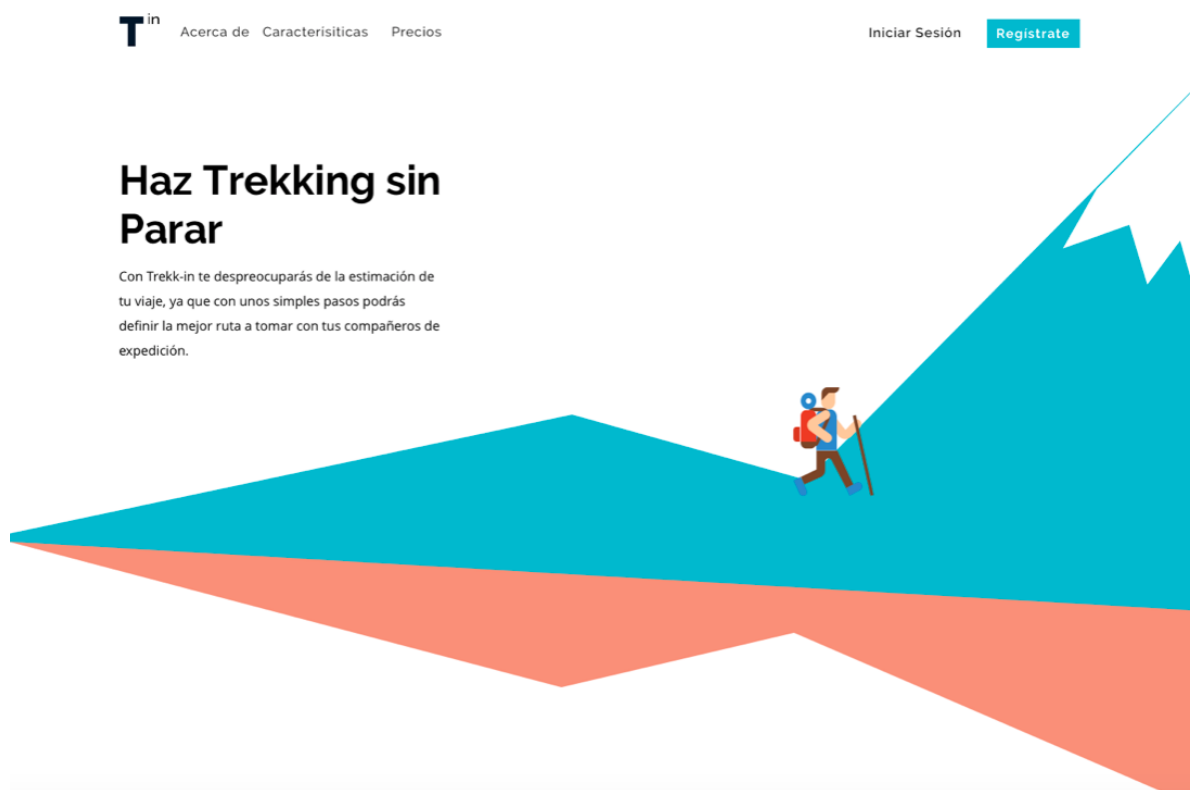 T in
Acerca de Caracterisiticas Precios
Iniciar Sesión Regístrate
Haz Trekking sin
Parar
Con Trekk-in te despreocuparás de la estimación de
tu viaje, ya que con unos simples pasos podrás
definir la mejor ruta a tomar con tus compañeros de
expedición.